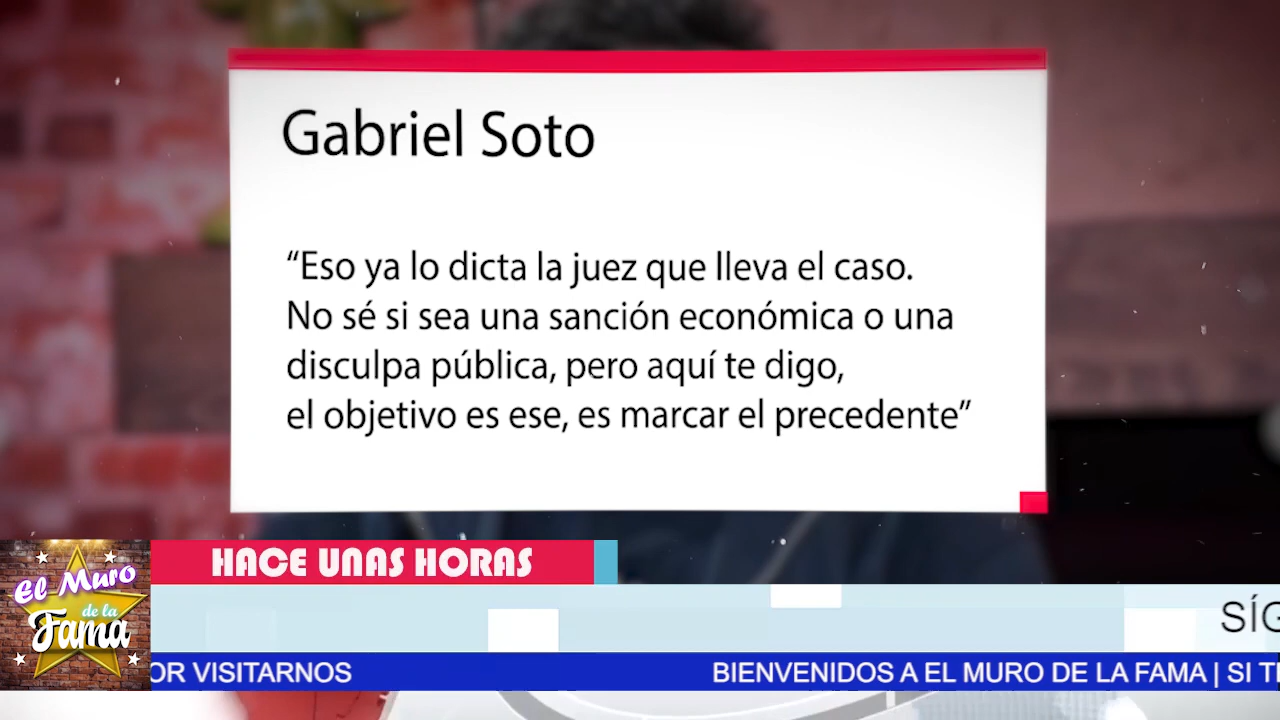 Gabriel Soto
“Eso ya lo dicta la juez que lleva el caso.
No sé si sea una sanción económica o una
disculpa pública, pero aquí te digo,
el objetivo es ese, es marcar el precedente”
HACE UNAS HORAS
El Muro
de la
Fama
SÍG
OR VISITARNOS BIENVENIDOS A EL MURO DE LA FAMA | SI TI